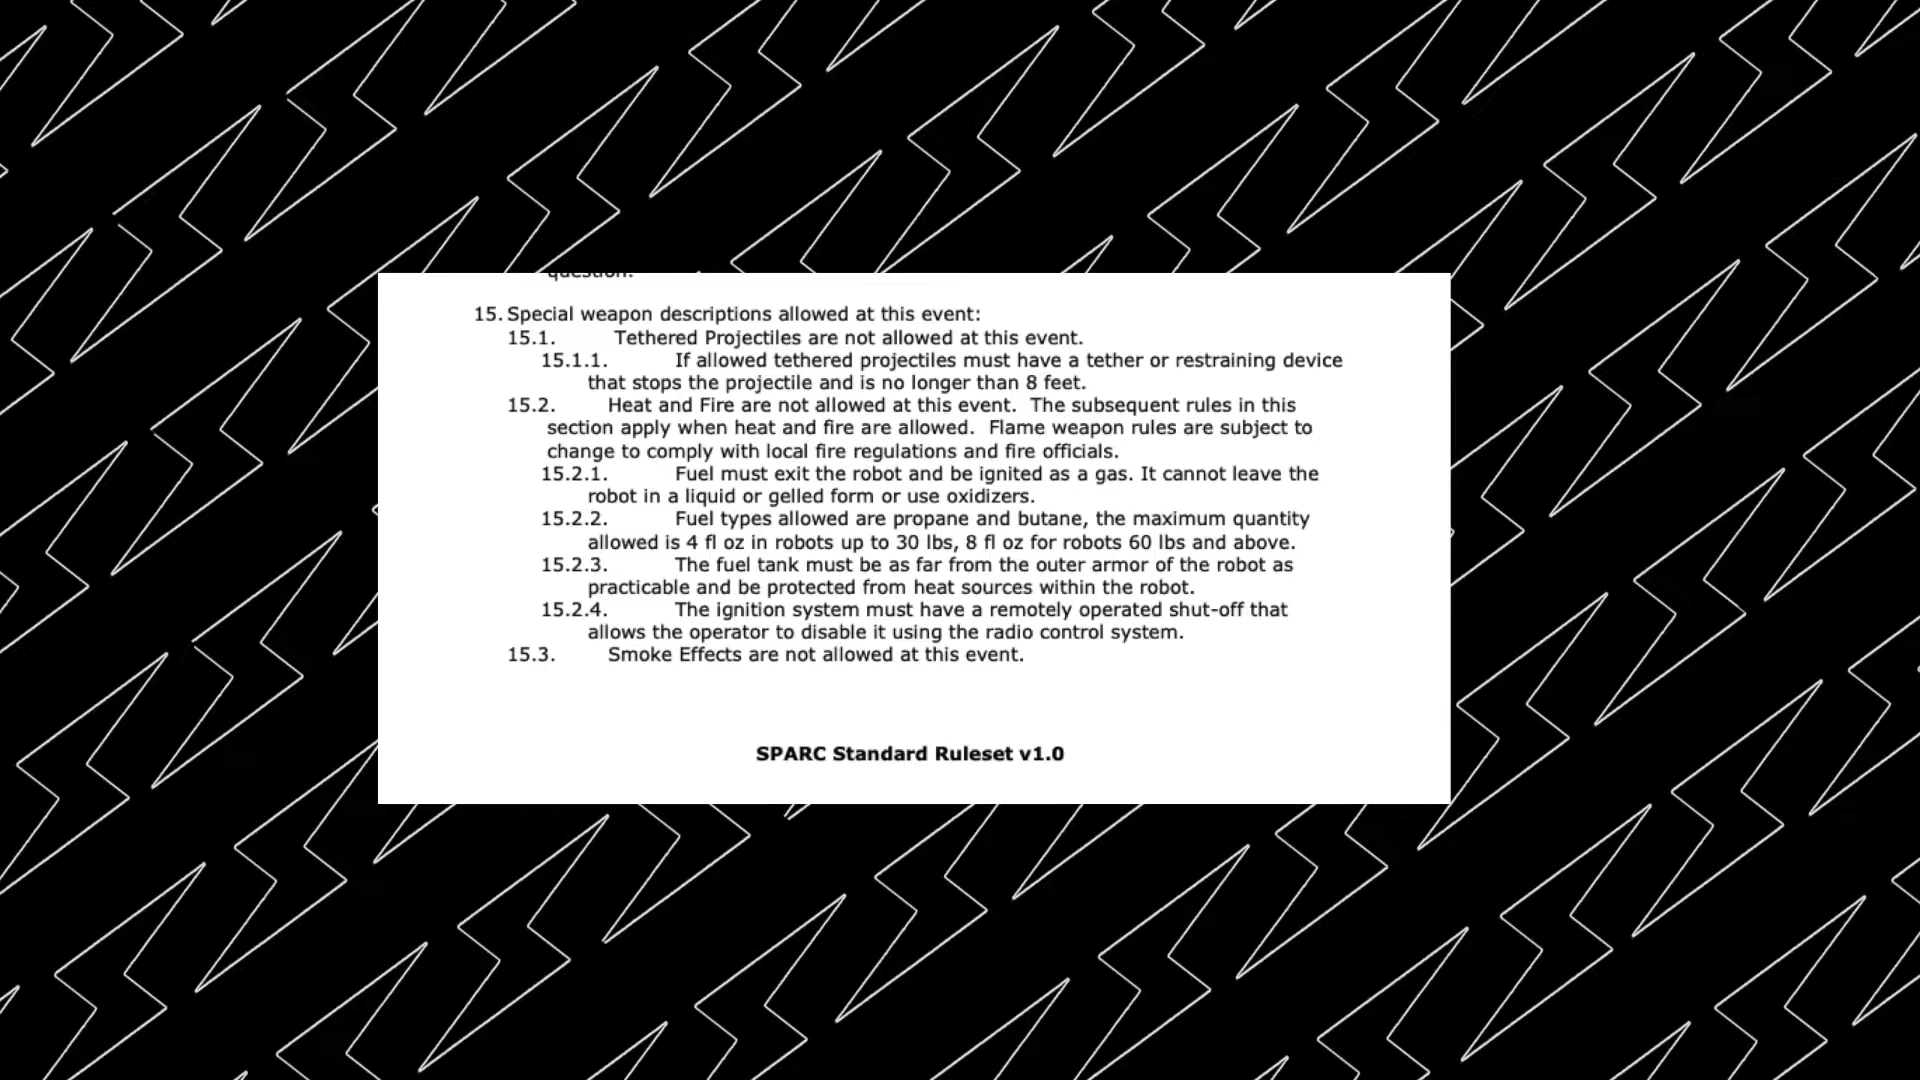 question.
15. Special weapon descriptions allowed at this event:
15.1. Tethered Projectiles are not allowed at this event.
15.1.1. If allowed tethered projectiles must have a tether or restraining device
that stops the projectile and is no longer than 8 feet.
15.2. Heat and Fire are not allowed at this event. The subsequent rules in this
section apply when heat and fire are allowed. Flame weapon rules are subject to
change to comply with local fire regulations and fire officials.
15.2.1. Fuel must exit the robot and be ignited as a gas. It cannot leave the
robot in a liquid or gelled form or use oxidizers.
15.2.2. Fuel types allowed are propane and butane, the maximum quantity
allowed is 4 fl oz in robots up to 30 lbs, 8 fl oz for robots 60 lbs and above.
15.2.3. The fuel tank must be as far from the outer armor of the robot as
practicable and be protected from heat sources within the robot.
15.2.4. The ignition system must have a remotely operated shut-off that
allows the operator to disable it using the radio control system.
15.3. Smoke Effects are not allowed at this event.
SPARC Standard Ruleset v1.0